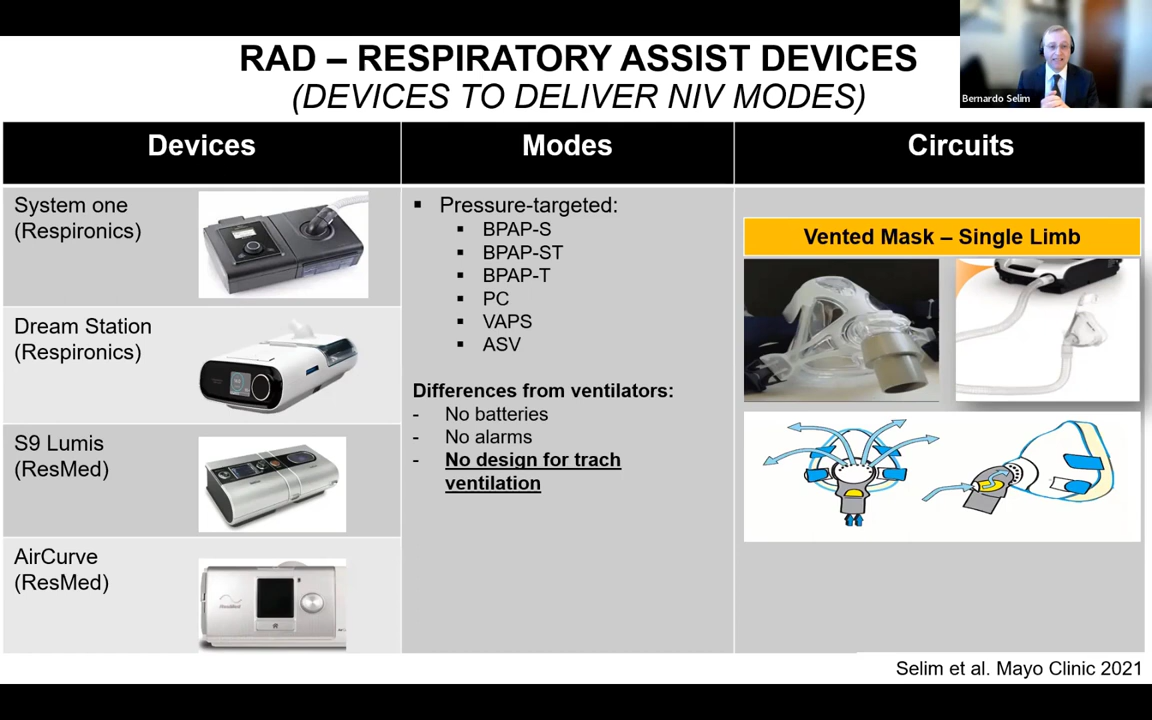 RAD – RESPIRATORY ASSIST DEVICES
(DEVICES TO DELIVER NIV MODES)
Bernardo Selim
Devices
Modes
Circuits
System one
(Respironics)
Dream Station
(Respironics)
S9 Lumis
(ResMed)
AirCurve
(ResMed)
▪ Pressure-targeted:
▪ BPAP-S
▪ BPAP-ST
▪ BPAP-T
▪ PC
▪ VAPS
▪ ASV
Differences from ventilators:
- No batteries
- No alarms
- No design for trach
ventilation
Vented Mask – Single Limb
Selim et al. Mayo Clinic 2021